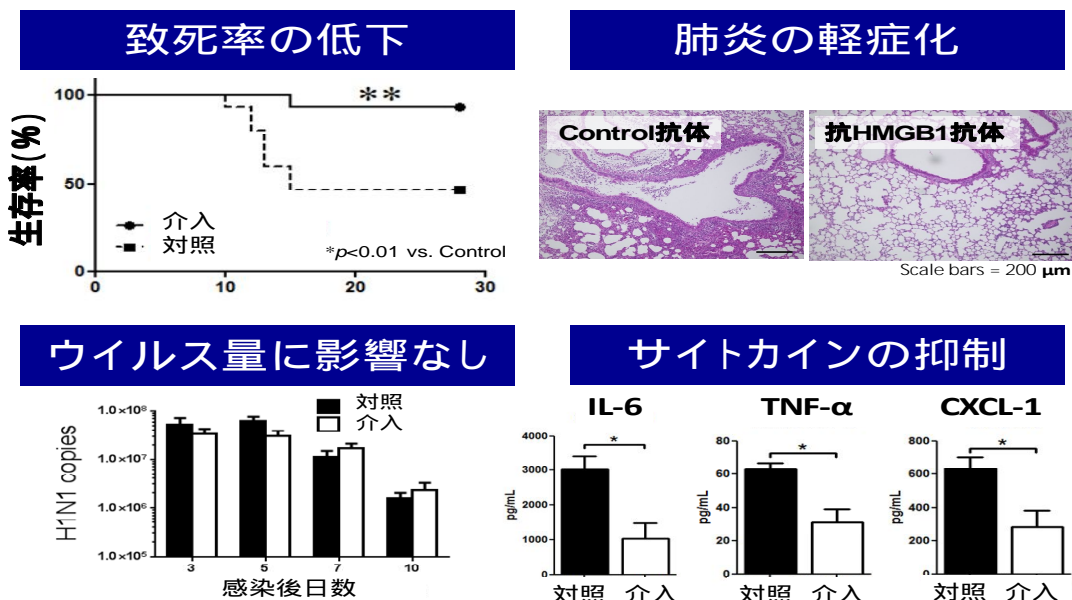 致死率の低下
100
50
0
生存率(%)
**
介入
対照
*p<0.01 vs. Control
0
10
20
30
肺炎の軽症化
Control抗体
抗HMGB1抗体
Scale bars = 200 μm
ウイルス量に影響なし
対照
介入
H1N1 copies
1.0×10⁸
1.0×10⁷
1.0×10⁶
1.0×10⁵
3
5
7
10
感染後日数
サイトカインの抑制
IL-6
pg/mL
4000
3000
2000
1000
0
*
対照 介入
TNF-α
pg/mL
80
60
40
20
0
*
対照 介入
CXCL-1
pg/mL
800
600
400
200
0
*
対照 介入